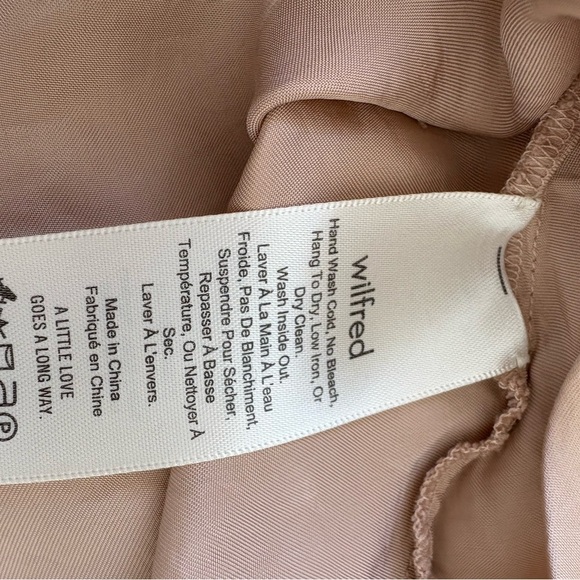 wilfred
Hand Wash Cold, No Bleach,
Hang To Dry, Low Iron, Or
Dry Clean.
Wash Inside Out.
Laver À La Main À L'eau
Froide, Pas De Blanchiment,
Suspendre Pour Sécher,
Repasser À Basse
Température, Ou Nettoyer À
Sec.
Laver À L'envers.
Made in China
Fabriqué en Chine
A LITTLE LOVE
GOES A LONG WAY.
P